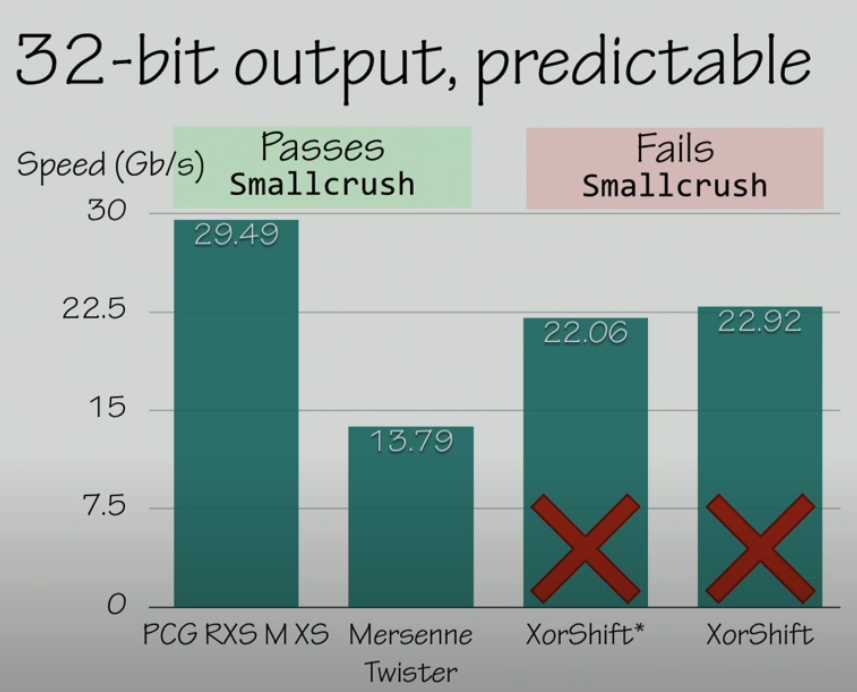 32-bit output, predictable
Speed (Gb/s)
Passes
Smallcrush
Fails
Smallcrush
30
22.5
15
7.5
0
29.49
13.79
22.06
22.92
PCG RXS M XS
Mersenne
Twister
XorShift*
XorShift